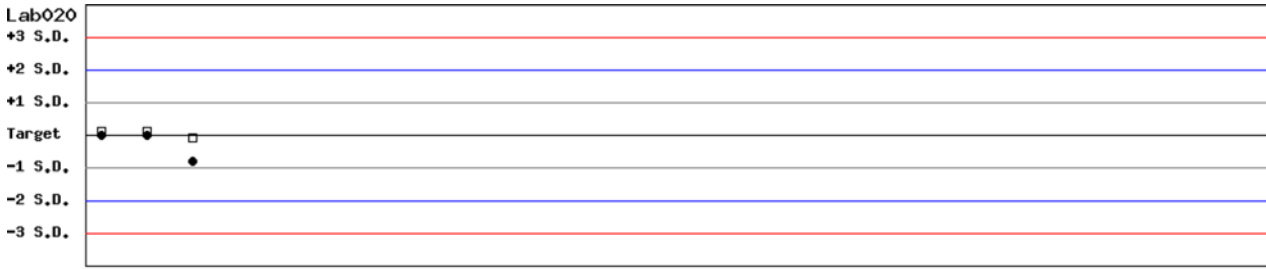 Lab020
+3 S.D.
+2 S.D.
+1 S.D.
Target
-1 S.D.
-2 S.D.
-3 S.D.